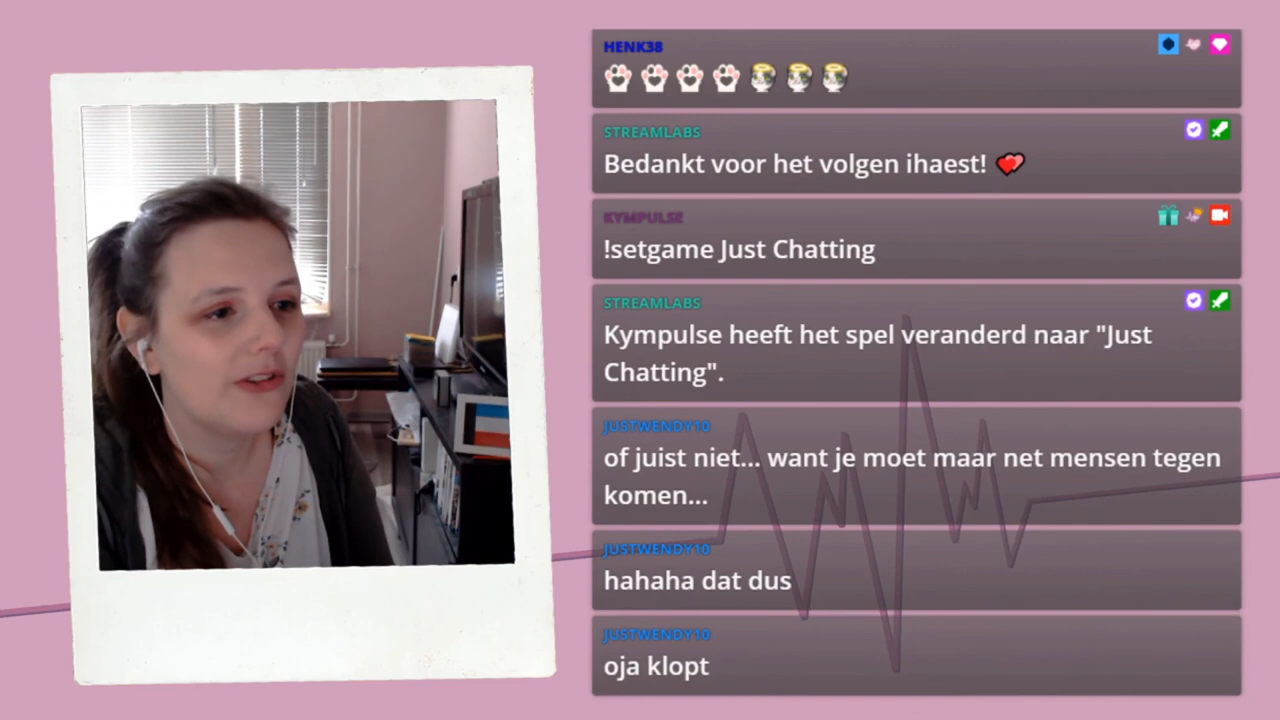 HENK38
STREAMLABS
Bedankt voor het volgen ihaest!
KYMPULSE
!setgame Just Chatting
STREAMLABS
Kympulse heeft het spel veranderd naar "Just
Chatting".
JUSTWENDY10
of juist niet... want je moet maar net mensen tegen
komen...
JUSTWENDY10
hahaha dat dus
JUSTWENDY10
oja klopt